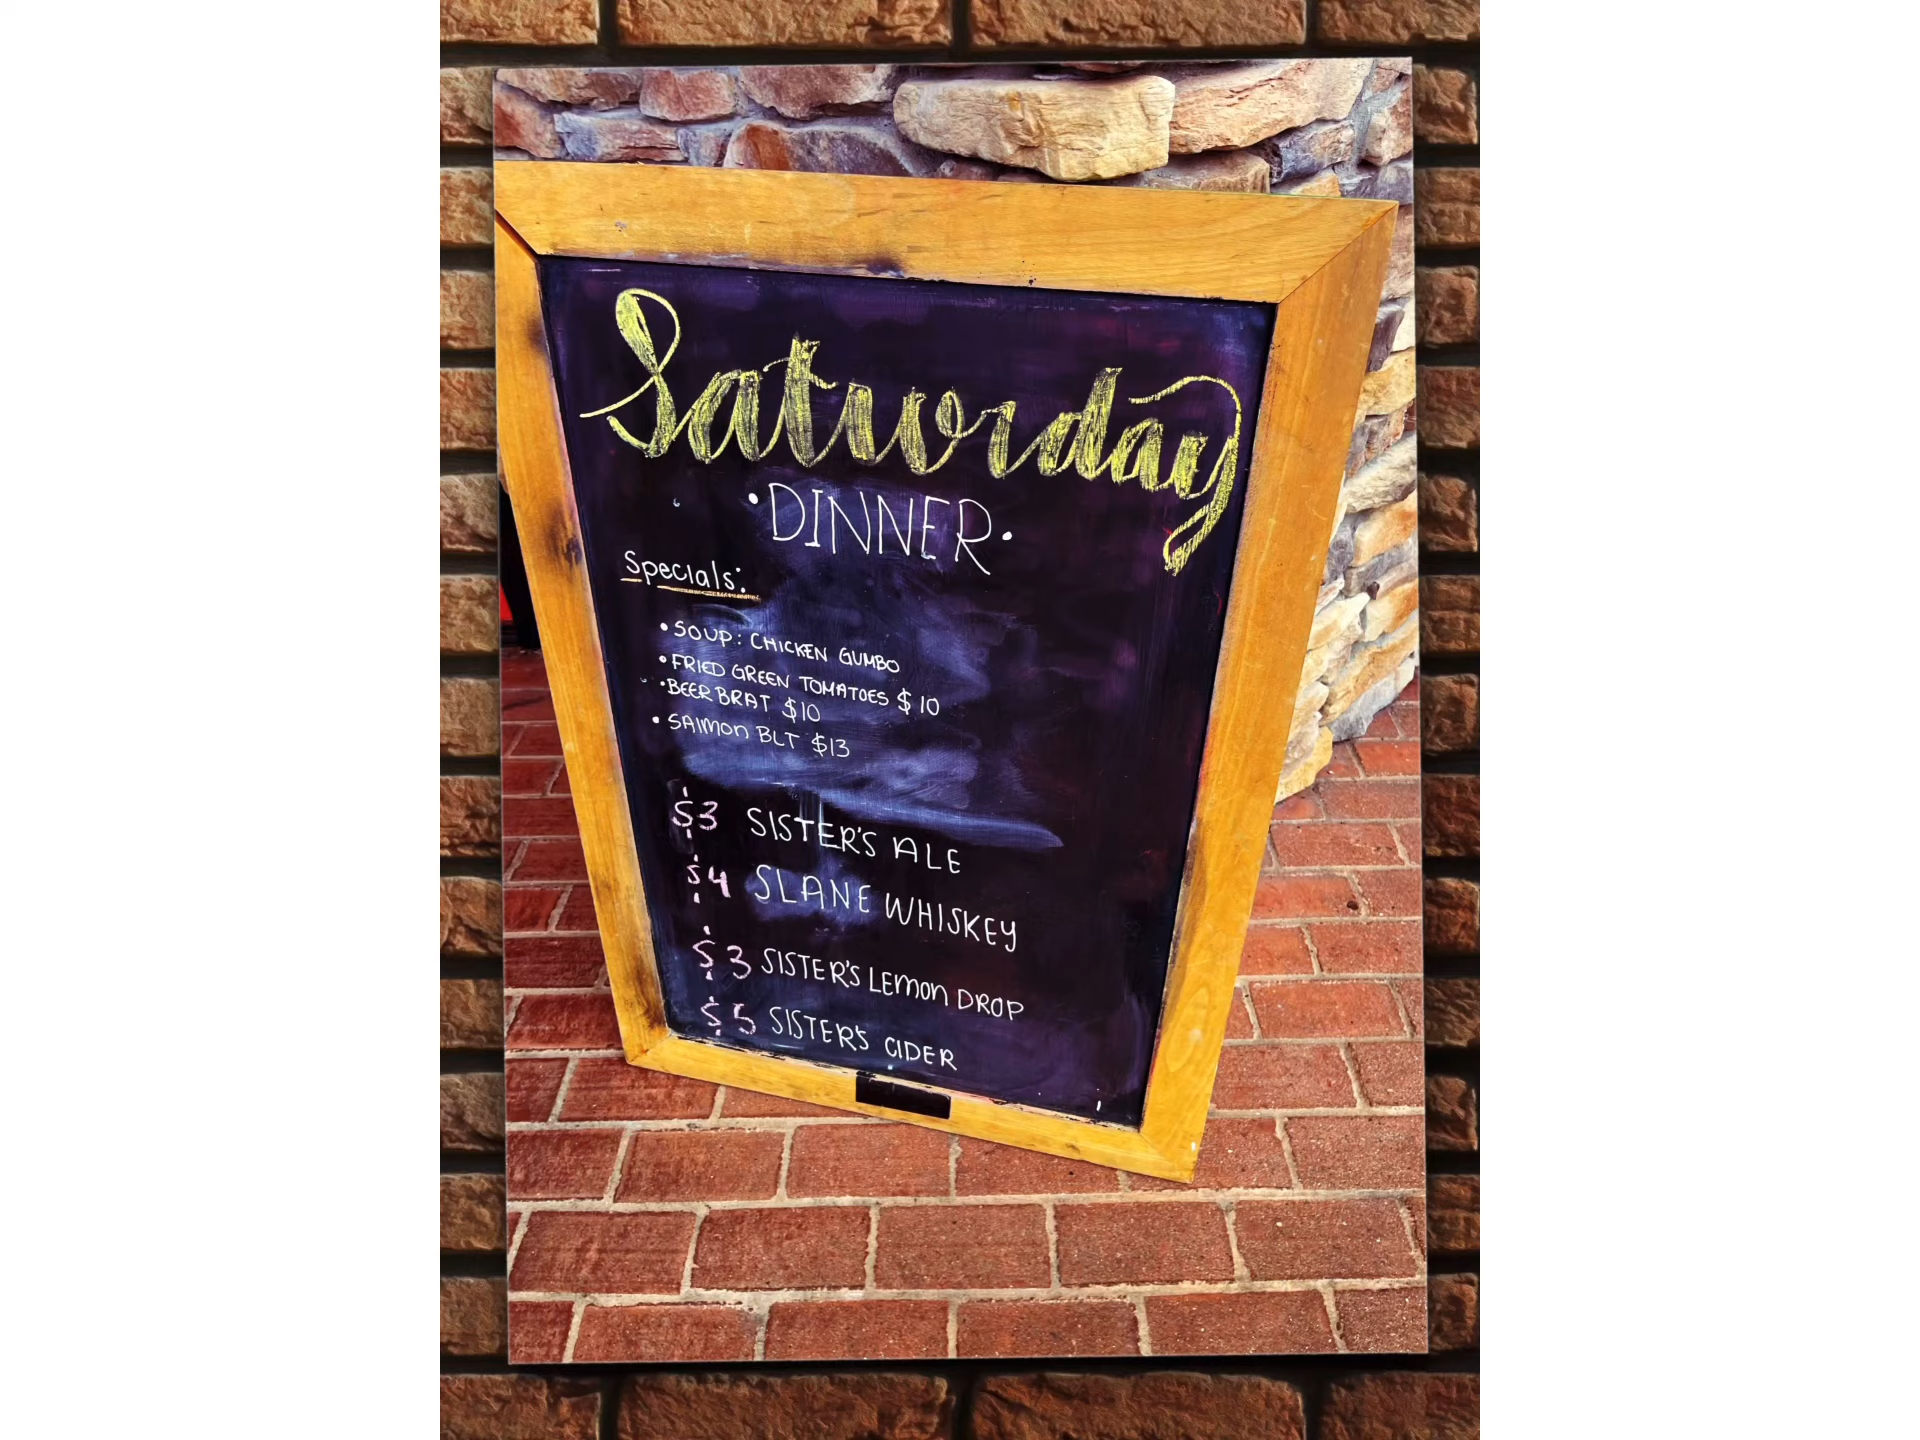 Saturday
•DINNER•
Specials:
• SOUP: CHICKEN GUMBO
• FRIED GREEN TOMATOES $10
• BEER BRAT $10
• SAlmon BLT $13
$3 SISTER'S ALE
$4 SLANE WHISKEY
$3 SISTER'S LEmon DROP
$5 SISTER'S CIDER